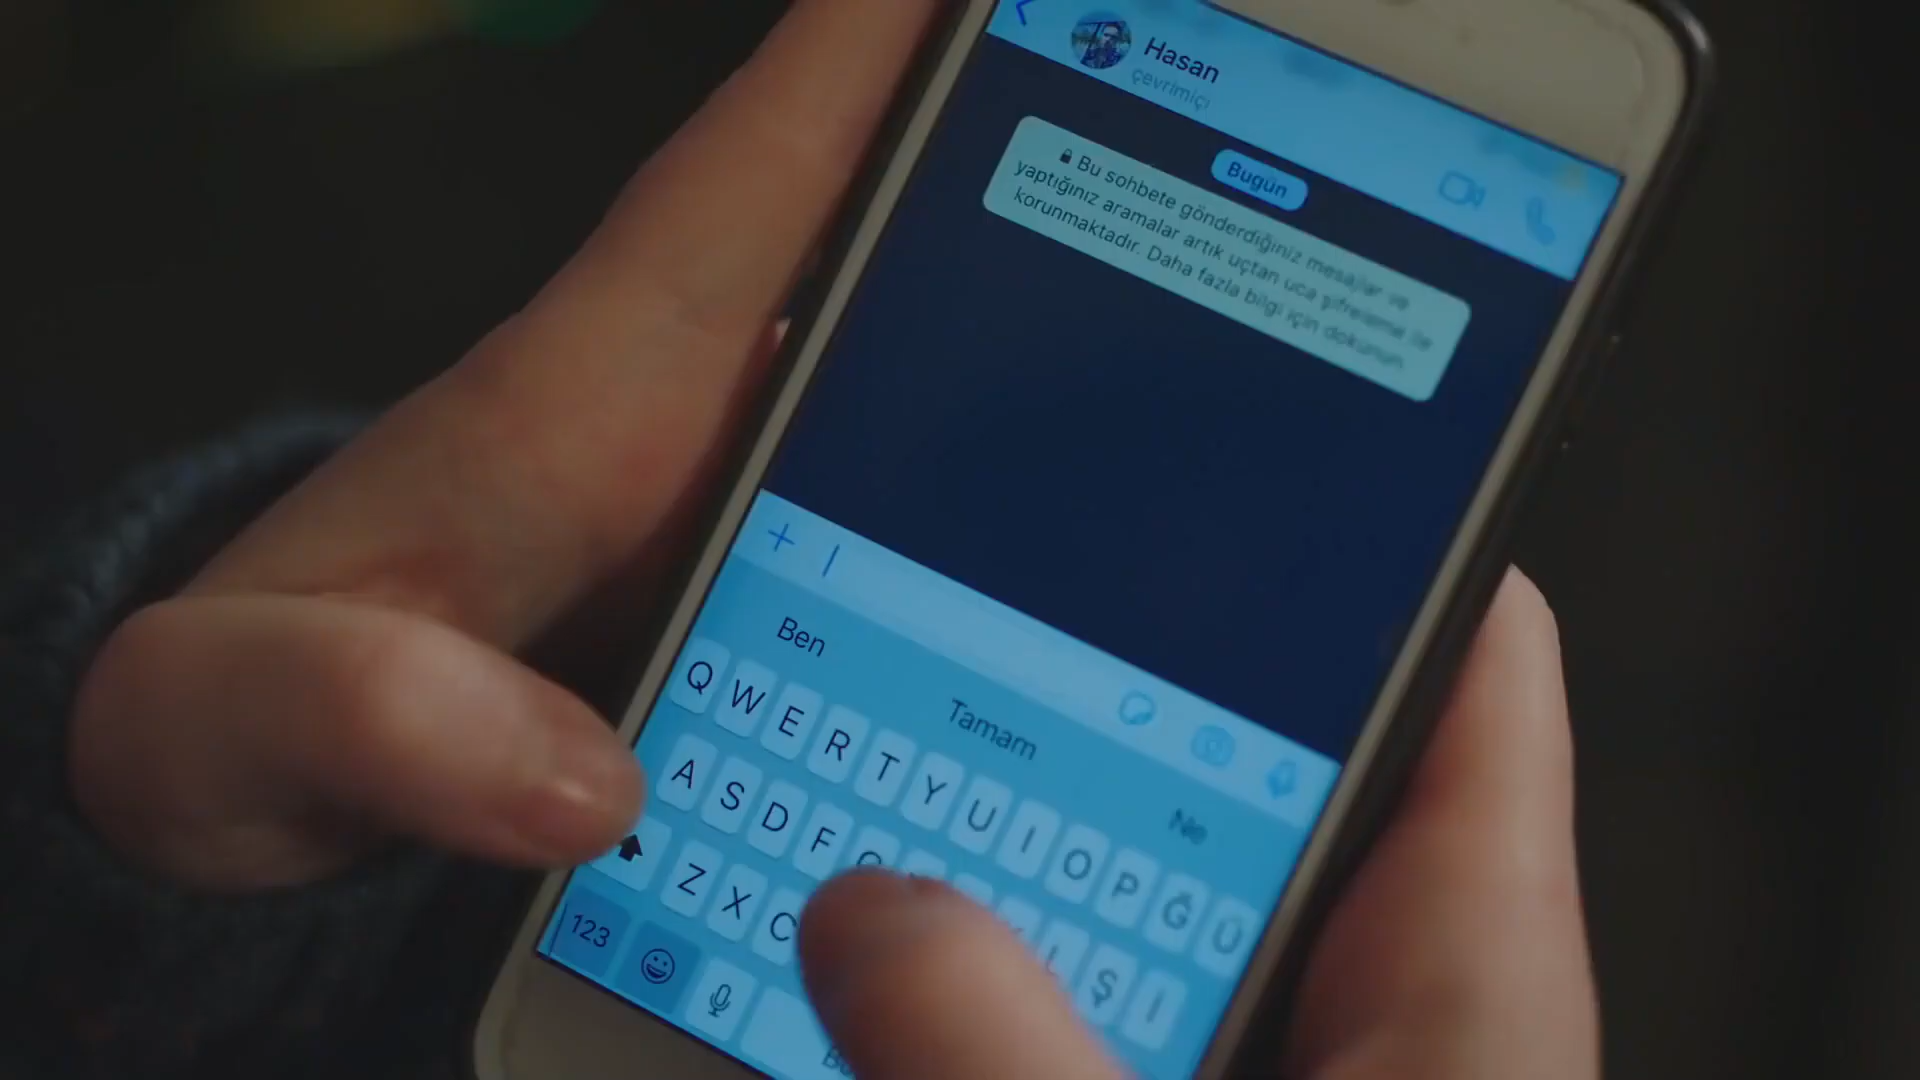 Hasan
çevrimiçi
Bugün
Bu sohbete gönderdiğiniz mesajlar ve
yaptığınız aramalar artık uçtan uca şifreleme ile
korunmaktadır. Daha fazla bilgi için dokunun.
Ben
Tamam
Ne
Q W E R T Y U I O P Ğ Ü
A S D F L Ş İ
Z X C
123